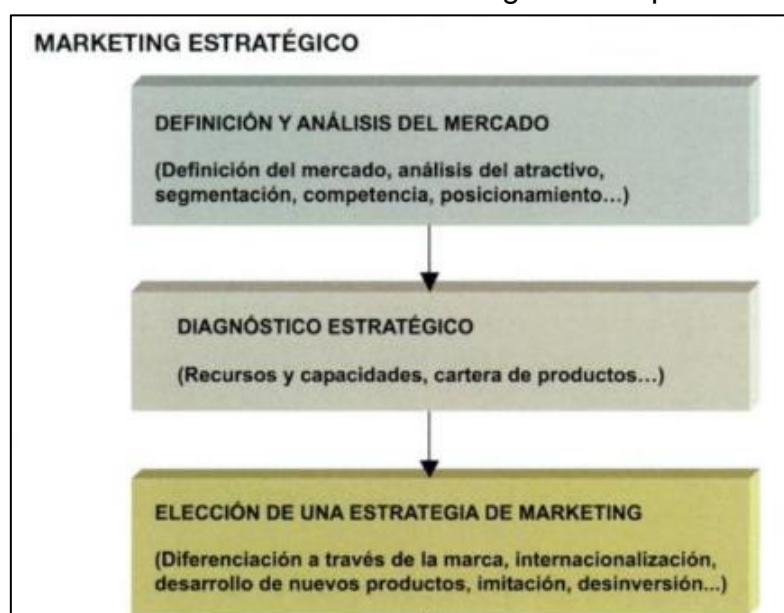 MARKETING ESTRATÉGICO
DEFINICIÓN Y ANÁLISIS DEL MERCADO
(Definición del mercado, análisis del atractivo,
segmentación, competencia, posicionamiento...)
DIAGNÓSTICO ESTRATÉGICO
(Recursos y capacidades, cartera de productos...)
ELECCIÓN DE UNA ESTRATEGIA DE MARKETING
(Diferenciación a través de la marca, internacionalización,
desarrollo de nuevos productos, imitación, desinversión...)